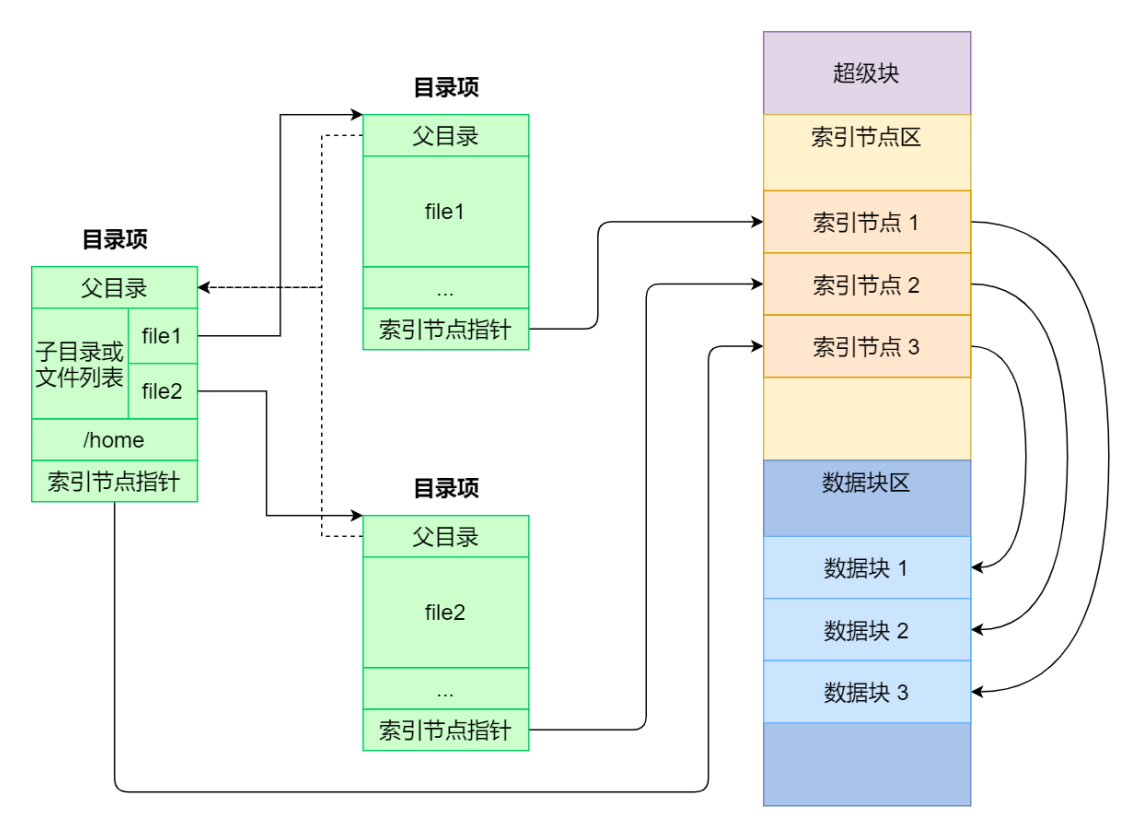 目录项
父目录
子目录或
文件列表
file1
file2
/home
索引节点指针
目录项
父目录
file1
...
索引节点指针
目录项
父目录
file2
...
索引节点指针
超级块
索引节点区
索引节点 1
索引节点 2
索引节点 3
数据块区
数据块 1
数据块 2
数据块 3